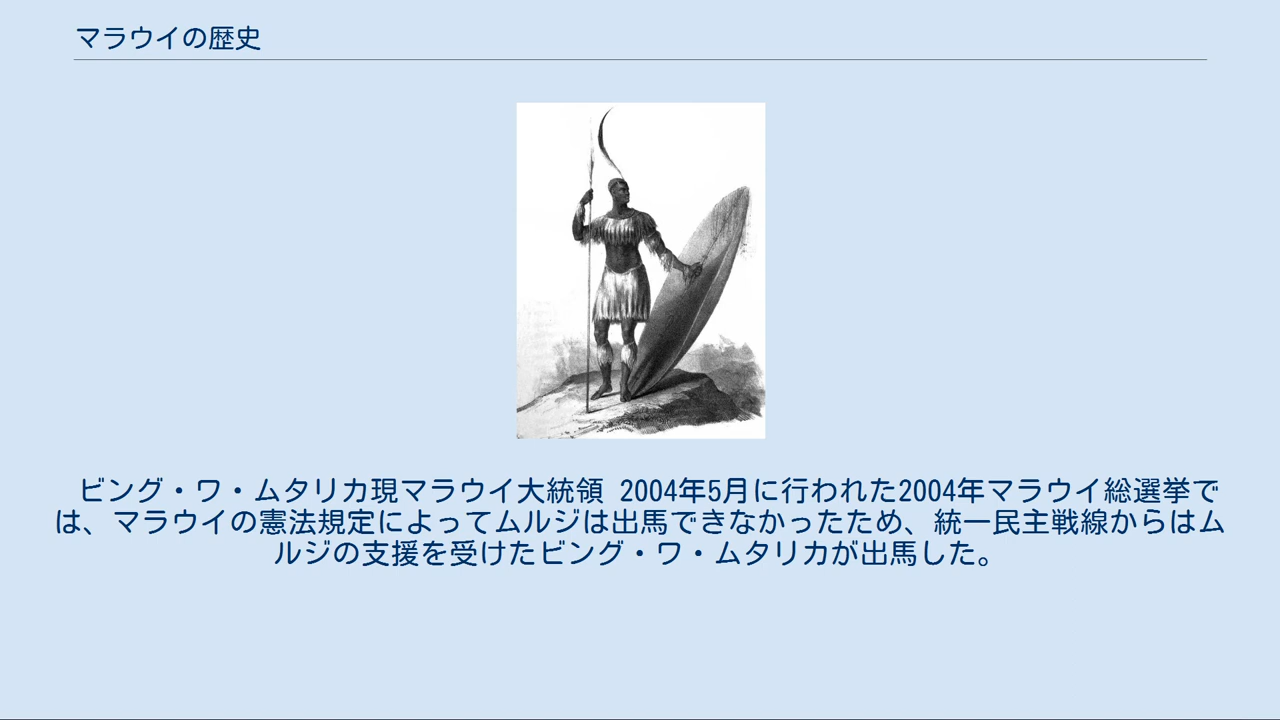 マラウイの歴史
ビング・ワ・ムタリカ現マラウイ大統領 2004年5月に行われた2004年マラウイ総選挙で
は、マラウイの憲法規定によってムルジは出馬できなかったため、統一民主戦線からはム
ルジの支援を受けたビング・ワ・ムタリカが出馬した。